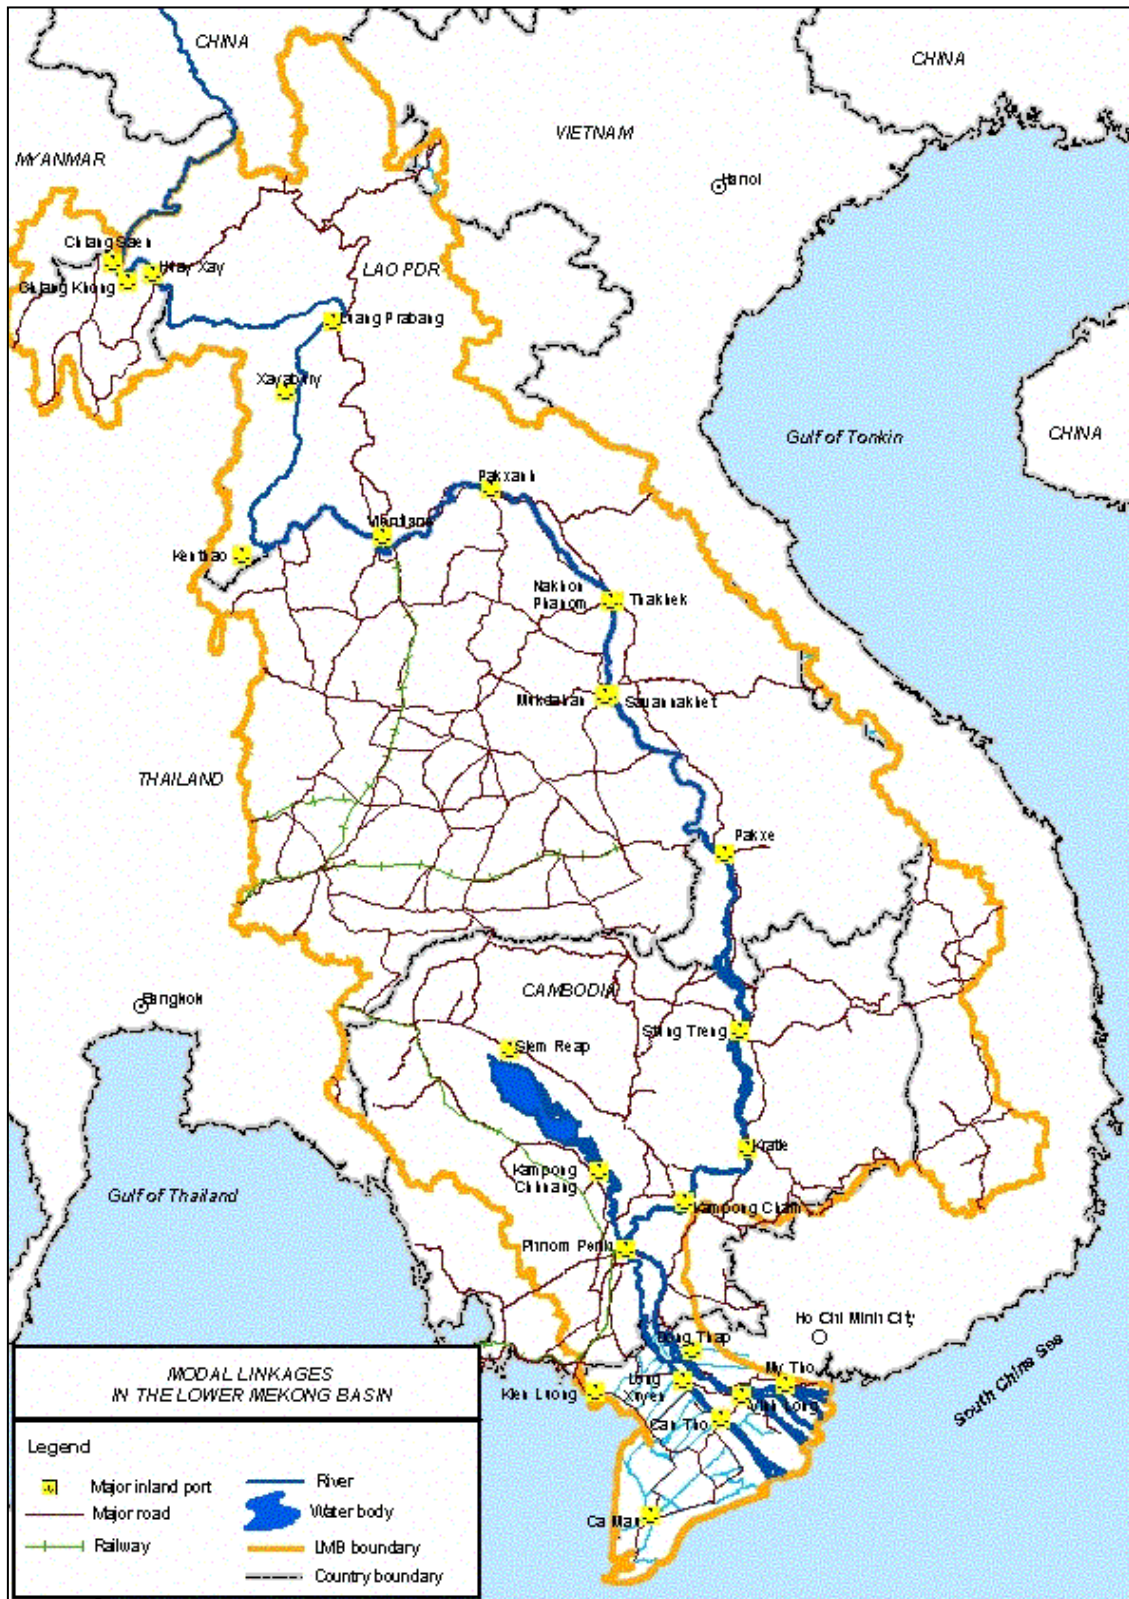 CHINA
CHINA
VIETNAM
MYANMAR
Hanoi
Chiang Saen
Huay Xay
LAO PDR
Chiang Khong
Luang Prabang
Xayabury
Gulf of Tonkin
CHINA
Pakxanh
Vientiane
Kenthao
Nakhon
Phanom
Thakhek
Mukdahan
Savannakhet
THAILAND
Pakxe
CAMBODIA
Bangkok
Stung Treng
Siem Reap
Kratie
Kampong
Chhnang
Gulf of Thailand
Kampong Cham
Phnom Penh
Ho Chi Minh City
Dong Thap
My Tho
Long
Xuyen
Kien Luong
Vinh Long
Can Tho
South China Sea
Ca Mau
MODAL LINKAGES
IN THE LOWER MEKONG BASIN
Legend
Major inland port
River
Major road
Water body
Railway
LMB boundary
Country boundary